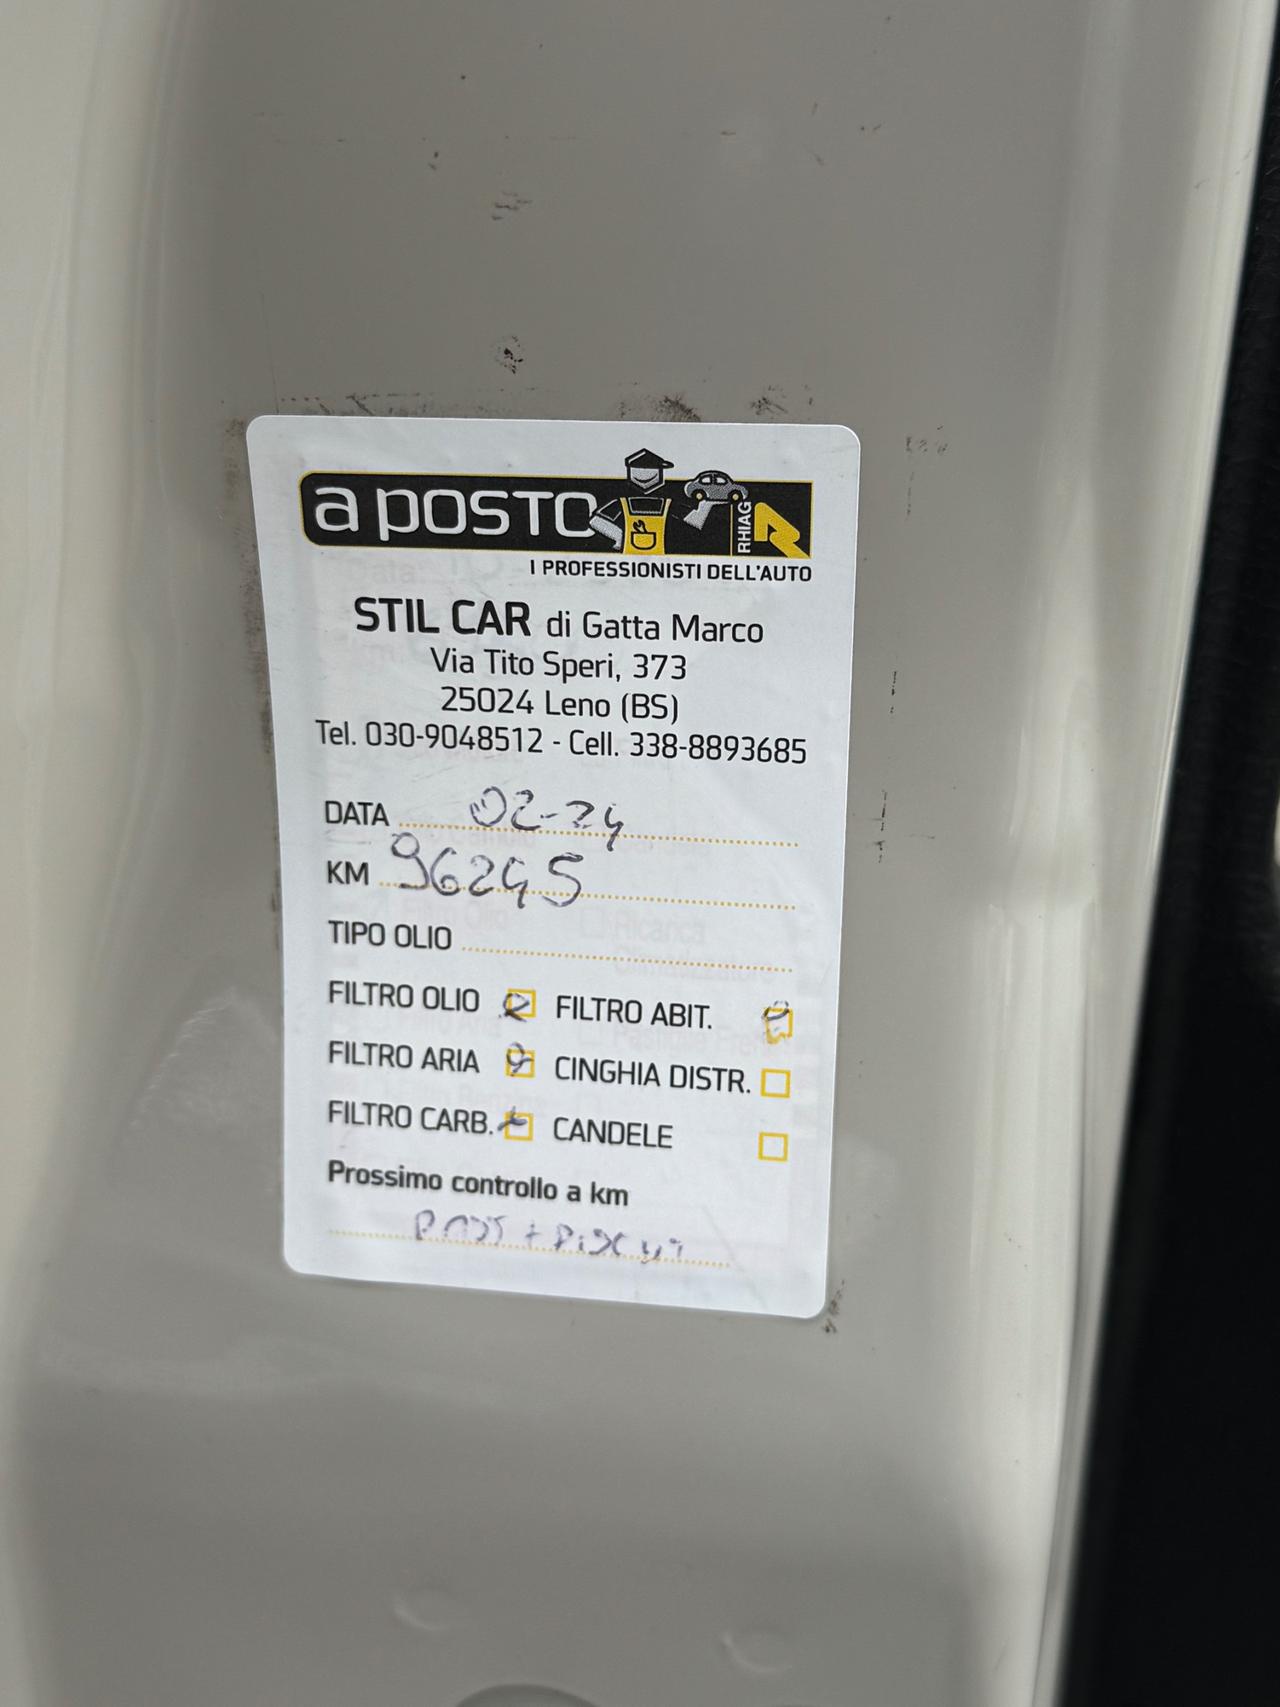 a posto
RHIAG
I PROFESSIONISTI DELL'AUTO
STIL CAR di Gatta Marco
Via Tito Speri, 373
25024 Leno (BS)
Tel. 030-9048512 - Cell. 338-8893685
DATA 02-24
KM 96245
TIPO OLIO
FILTRO OLIO FILTRO ABIT.
FILTRO ARIA CINGHIA DISTR.
FILTRO CARB. CANDELE
Prossimo controllo a km